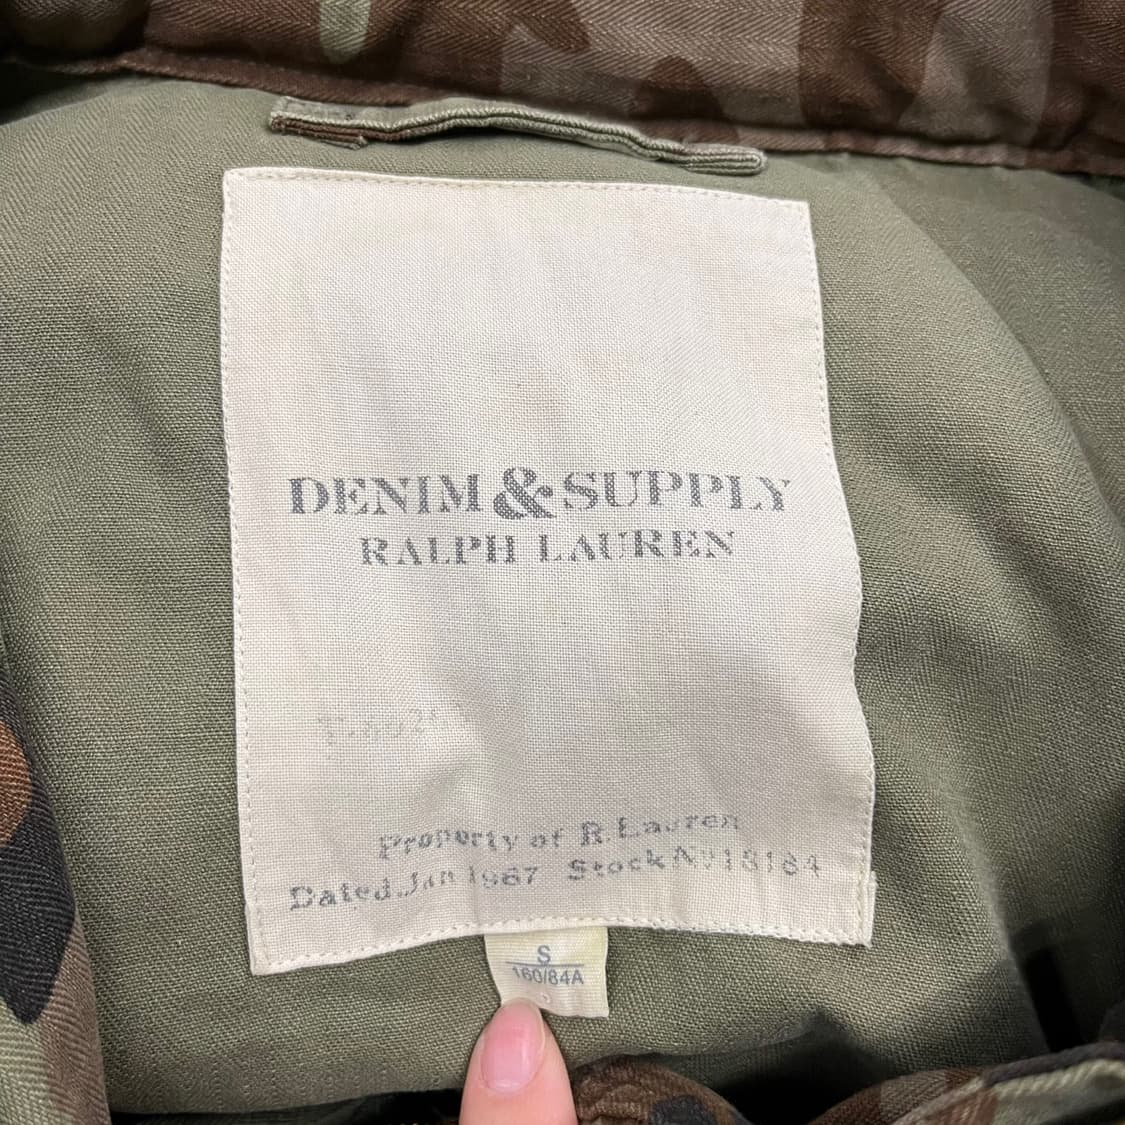 DENIM & SUPPLY
RALPH LAUREN
Property of R. Lauren
Dated Jan 1967 Stock No 18184
S
160/84A